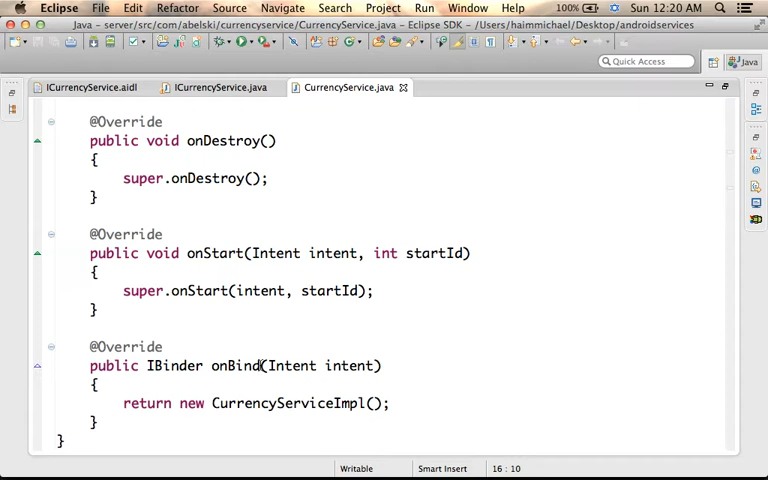 Eclipse File Edit Refactor Source Navigate Search Project Run Window Help 100% Sun 12:20 AM
Java - server/src/com/abelski/currencyservice/CurrencyService.java - Eclipse SDK - /Users/haimmichael/Desktop/androidservices
Quick Access Java
ICurrencyService.aidl ICurrencyService.java CurrencyService.java
@Override
public void onDestroy()
{
super.onDestroy();
}
@Override
public void onStart(Intent intent, int startId)
{
super.onStart(intent, startId);
}
@Override
public IBinder onBind(Intent intent)
{
return new CurrencyServiceImpl();
}
}
Writable Smart Insert 16 : 10